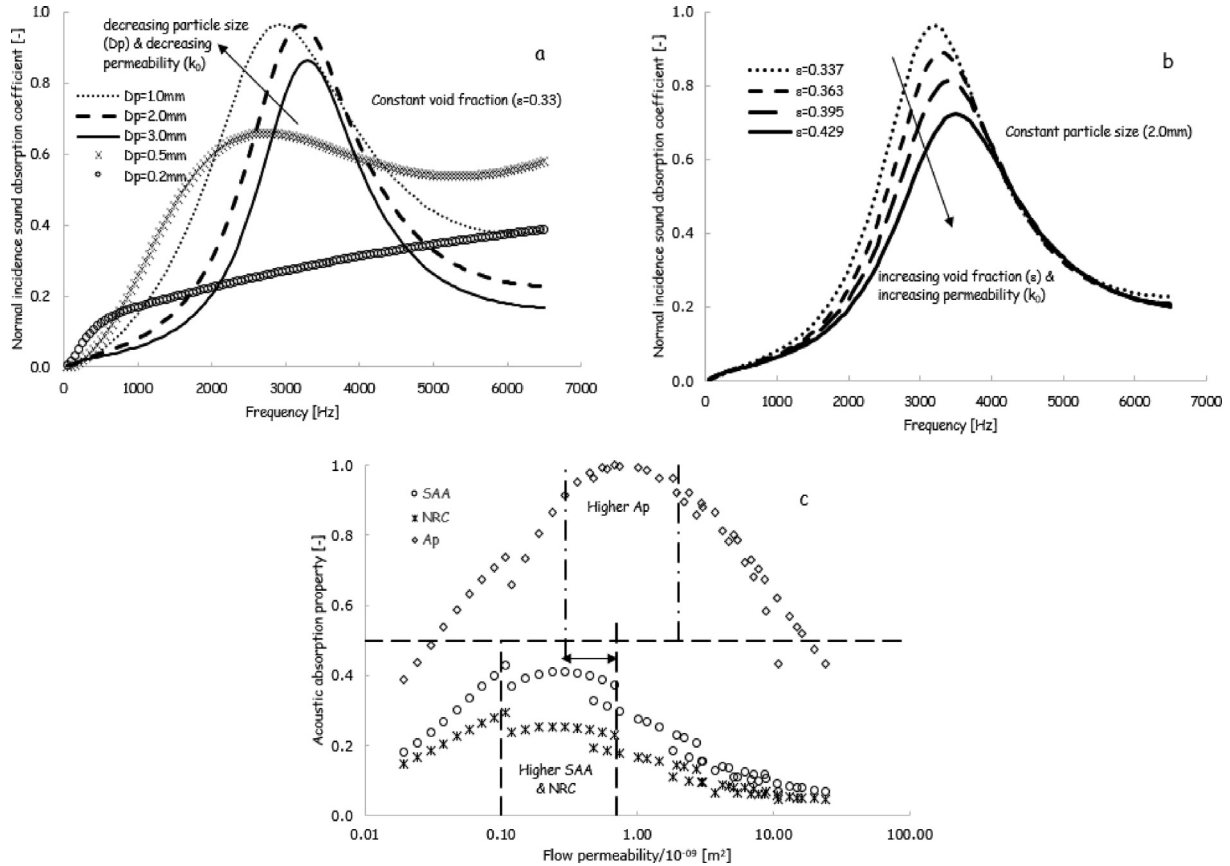 Normal incidence sound absorption coefficient [-]
1.0
0.8
0.6
0.4
0.2
0.0
decreasing particle size
(Dp) & decreasing
permeability (k₀)
a
Dp=1.0mm
Dp=2.0mm
Dp=3.0mm
Dp=0.5mm
Dp=0.2mm
Constant void fraction (ε=0.33)
0
1000
2000
3000
4000
5000
6000
7000
Frequency [Hz]
Normal incidence sound absorption coefficient [-]
1.0
0.8
0.6
0.4
0.2
0.0
b
ε=0.337
ε=0.363
ε=0.395
ε=0.429
Constant particle size (2.0mm)
increasing void fraction (ε) &
increasing permeability (k₀)
0
1000
2000
3000
4000
5000
6000
7000
Frequency [Hz]
Acoustic absorption property [-]
1.0
0.8
0.6
0.4
0.2
0.0
SAA
NRC
Ap
Higher Ap
c
Higher SAA
& NRC
0.01
0.10
1.00
10.00
100.00
Flow permeability/10⁻⁰⁹ [m²]